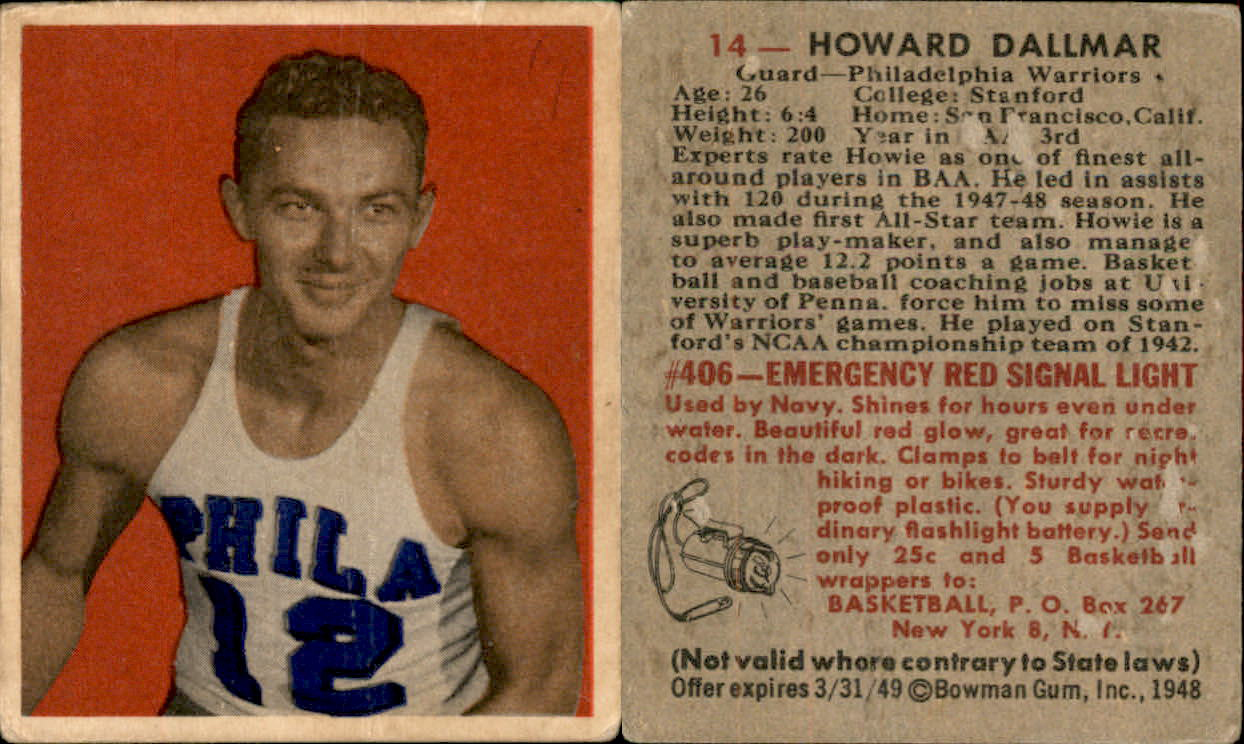 PHILA
12
14 — HOWARD DALLMAR
Guard—Philadelphia Warriors
Age: 26 College: Stanford
Height: 6:4 Home: San Francisco, Calif.
Weight: 200 Year in 3rd
Experts rate Howie as one of finest all-
around players in BAA. He led in assists
with 120 during the 1947-48 season. He
also made first All-Star team. Howie is a
superb play-maker, and also manage
to average 12.2 points a game. Basket
ball and baseball coaching jobs at Uni-
versity of Penna. force him to miss some
of Warriors' games. He played on Stan-
ford's NCAA championship team of 1942.
#406—EMERGENCY RED SIGNAL LIGHT
Used by Navy. Shines for hours even under
water. Beautiful red glow, great for secre
codes in the dark. Clamps to belt for night
hiking or bikes. Sturdy water-
proof plastic. (You supply or-
dinary flashlight battery.) Send
only 25c and 5 Basketball
wrappers to:
BASKETBALL, P. O. Box 267
New York 8, N. Y.
(Not valid where contrary to State laws)
Offer expires 3/31/49 ©Bowman Gum, Inc., 1948